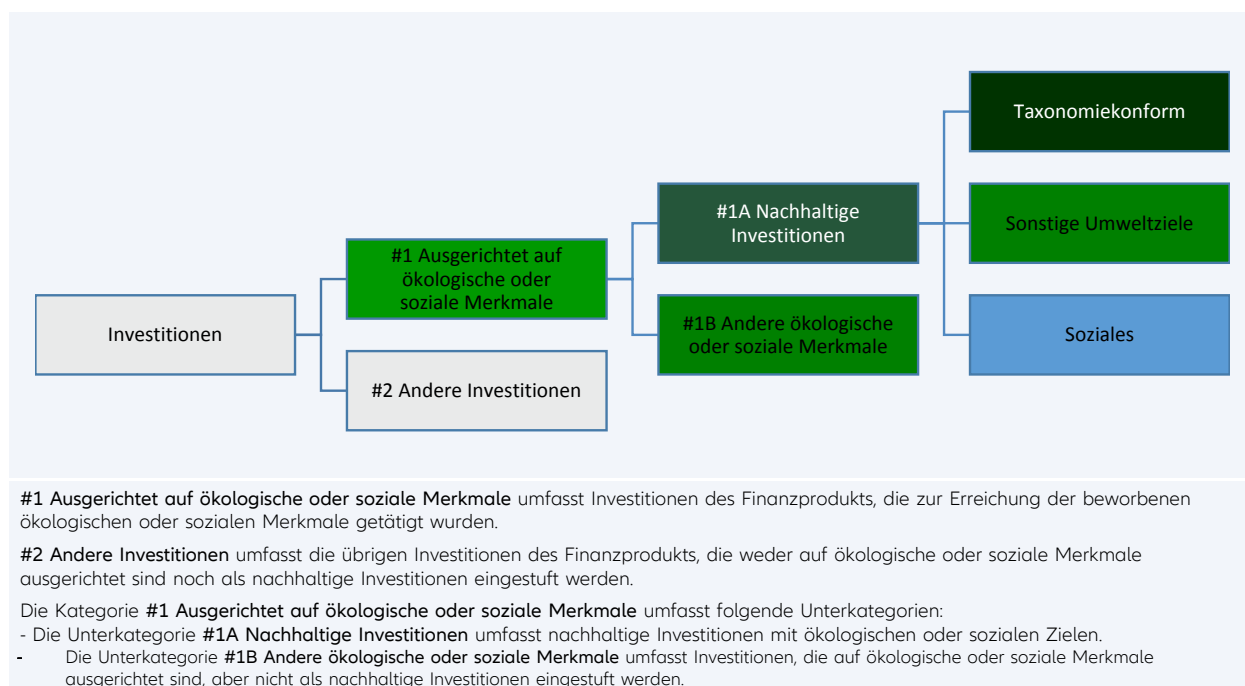 Investitionen
#1 Ausgerichtet auf
ökologische oder
soziale Merkmale
#2 Andere Investitionen
#1A Nachhaltige
Investitionen
#1B Andere ökologische
oder soziale Merkmale
Taxonomiekonform
Sonstige Umweltziele
Soziales
#1 Ausgerichtet auf ökologische oder soziale Merkmale umfasst Investitionen des Finanzprodukts, die zur Erreichung der beworbenen
ökologischen oder sozialen Merkmale getätigt wurden.
#2 Andere Investitionen umfasst die übrigen Investitionen des Finanzprodukts, die weder auf ökologische oder soziale Merkmale
ausgerichtet sind noch als nachhaltige Investitionen eingestuft werden.
Die Kategorie #1 Ausgerichtet auf ökologische oder soziale Merkmale umfasst folgende Unterkategorien:
- Die Unterkategorie #1A Nachhaltige Investitionen umfasst nachhaltige Investitionen mit ökologischen oder sozialen Zielen.
- Die Unterkategorie #1B Andere ökologische oder soziale Merkmale umfasst Investitionen, die auf ökologische oder soziale Merkmale
ausgerichtet sind, aber nicht als nachhaltige Investitionen eingestuft werden.